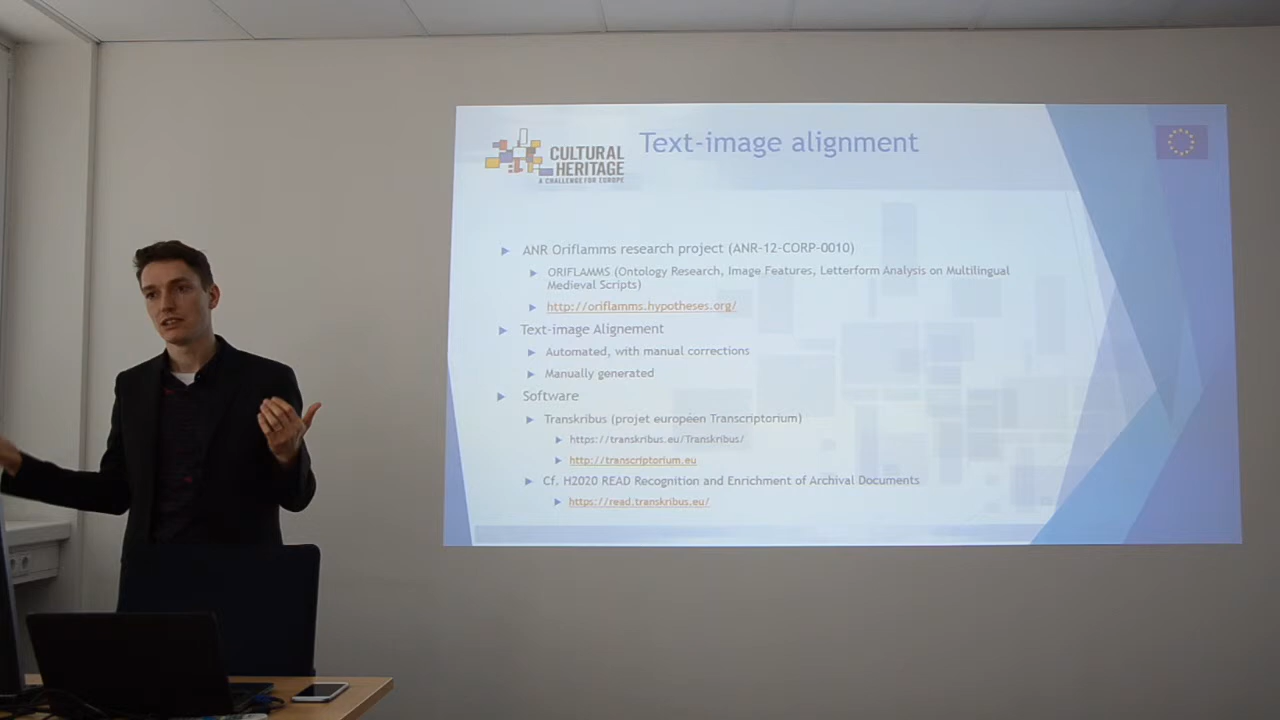 Text-image alignment
CULTURAL
HERITAGE
A CHALLENGE FOR EUROPE
ANR Oriflamms research project (ANR-12-CORP-0010)
ORIFLAMMS (Ontology Research, Image Features, Letterform Analysis on Multilingual
Medieval Scripts)
http://oriflamms.hypotheses.org/
Text-image Alignement
Automated, with manual corrections
Manually generated
Software
Transkribus (projet européen Transcriptorium)
https://transkribus.eu/Transkribus/
http://transcriptorium.eu
Cf. H2020 READ Recognition and Enrichment of Archival Documents
https://read.transkribus.eu/